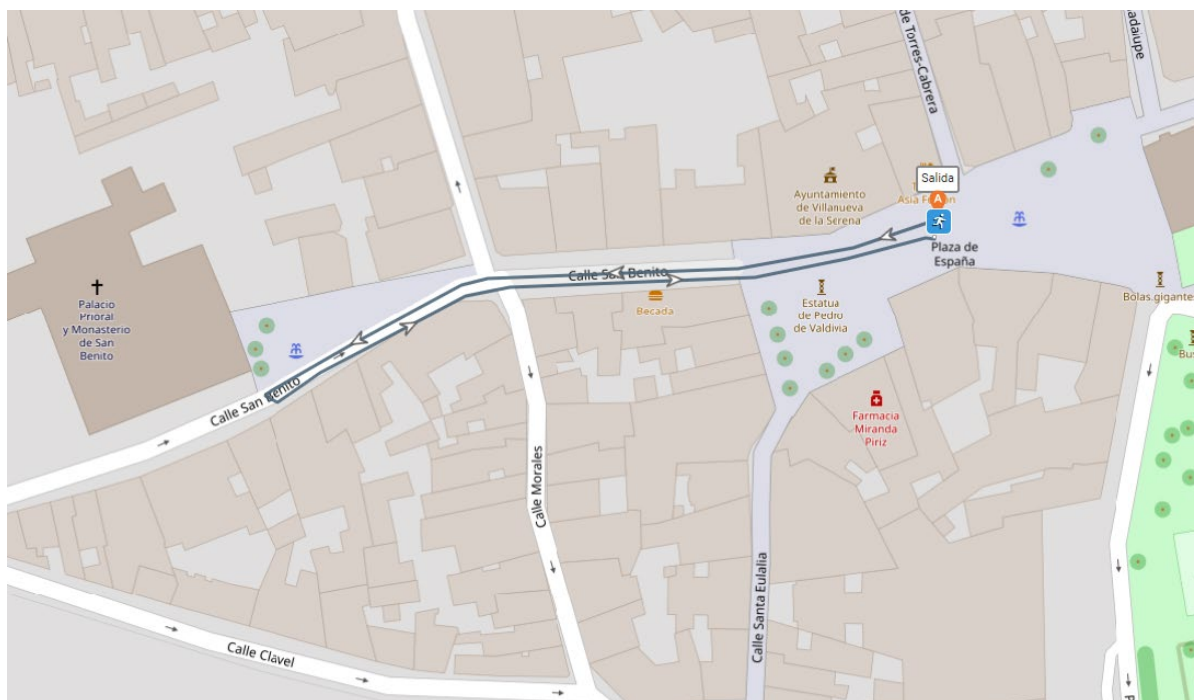 de Torres-Cabrera
Salida
A
Ayuntamiento
de Villanueva
de la Serena
Plaza de
España
Calle San Benito
Becada
Estatua
de Pedro
de Valdivia
Bolas gigante
Palacio
Prioral
y Monasterio
de San
Benito
Calle San Benito
Farmacia
Miranda
Piriz
Calle Morales
Calle Santa Eulalia
Calle Clavel